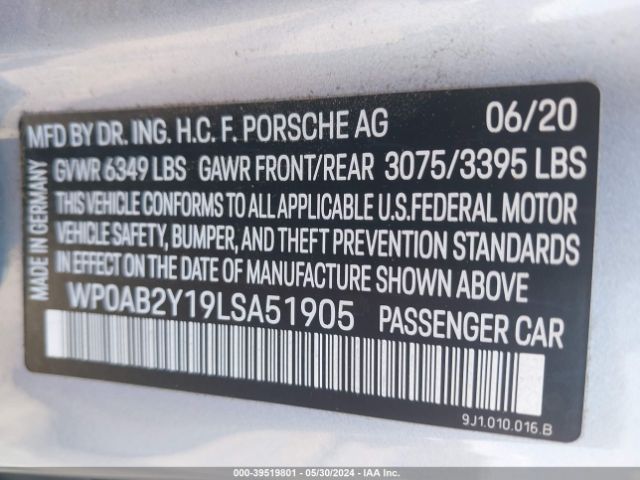 MFD BY DR. ING. H.C. F. PORSCHE AG 06/20
GVWR 6349 LBS GAWR FRONT/REAR 3075/3395 LBS
THIS VEHICLE CONFORMS TO ALL APPLICABLE U.S.FEDERAL MOTOR
VEHICLE SAFETY, BUMPER, AND THEFT PREVENTION STANDARDS
IN EFFECT ON THE DATE OF MANUFACTURE SHOWN ABOVE
WP0AB2Y19LSA51905 PASSENGER CAR
MADE IN GERMANY
9J1.010.016.B
000-39519801 - 05/30/2024 - IAAI.COM